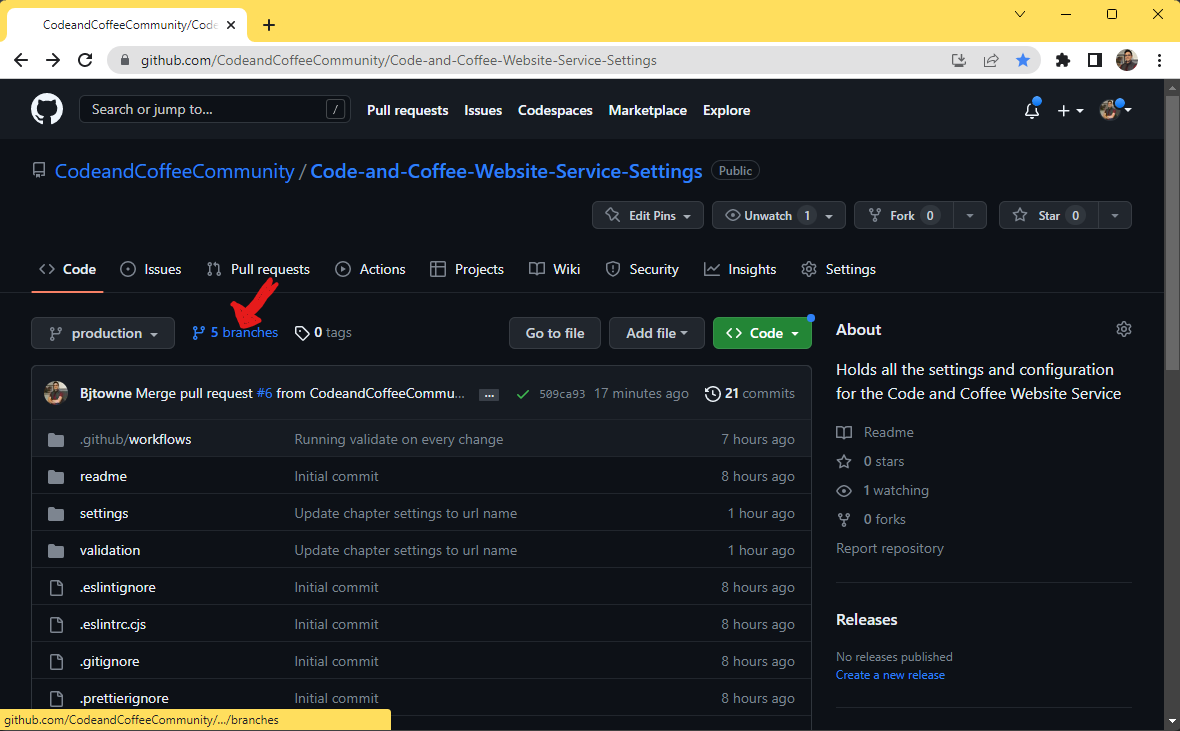 CodeandCoffeeCommunity/Code
github.com/CodeandCoffeeCommunity/Code-and-Coffee-Website-Service-Settings
Search or jump to... / Pull requests Issues Codespaces Marketplace Explore
CodeandCoffeeCommunity / Code-and-Coffee-Website-Service-Settings Public
Edit Pins Unwatch 1 Fork 0 Star 0
Code Issues Pull requests Actions Projects Wiki Security Insights Settings
production 5 branches 0 tags Go to file Add file Code
Bjtowne Merge pull request #6 from CodeandCoffeeCommu... ... 509ca93 17 minutes ago 21 commits
.github/workflows Running validate on every change 7 hours ago
readme Initial commit 8 hours ago
settings Update chapter settings to url name 1 hour ago
validation Update chapter settings to url name 1 hour ago
.eslintignore Initial commit 8 hours ago
.eslintrc.cjs Initial commit 8 hours ago
.gitignore Initial commit 8 hours ago
.prettierignore Initial commit 8 hours ago
About
Holds all the settings and configuration
for the Code and Coffee Website Service
Readme
0 stars
1 watching
0 forks
Report repository
Releases
No releases published
Create a new release
github.com/CodeandCoffeeCommunity/.../branches